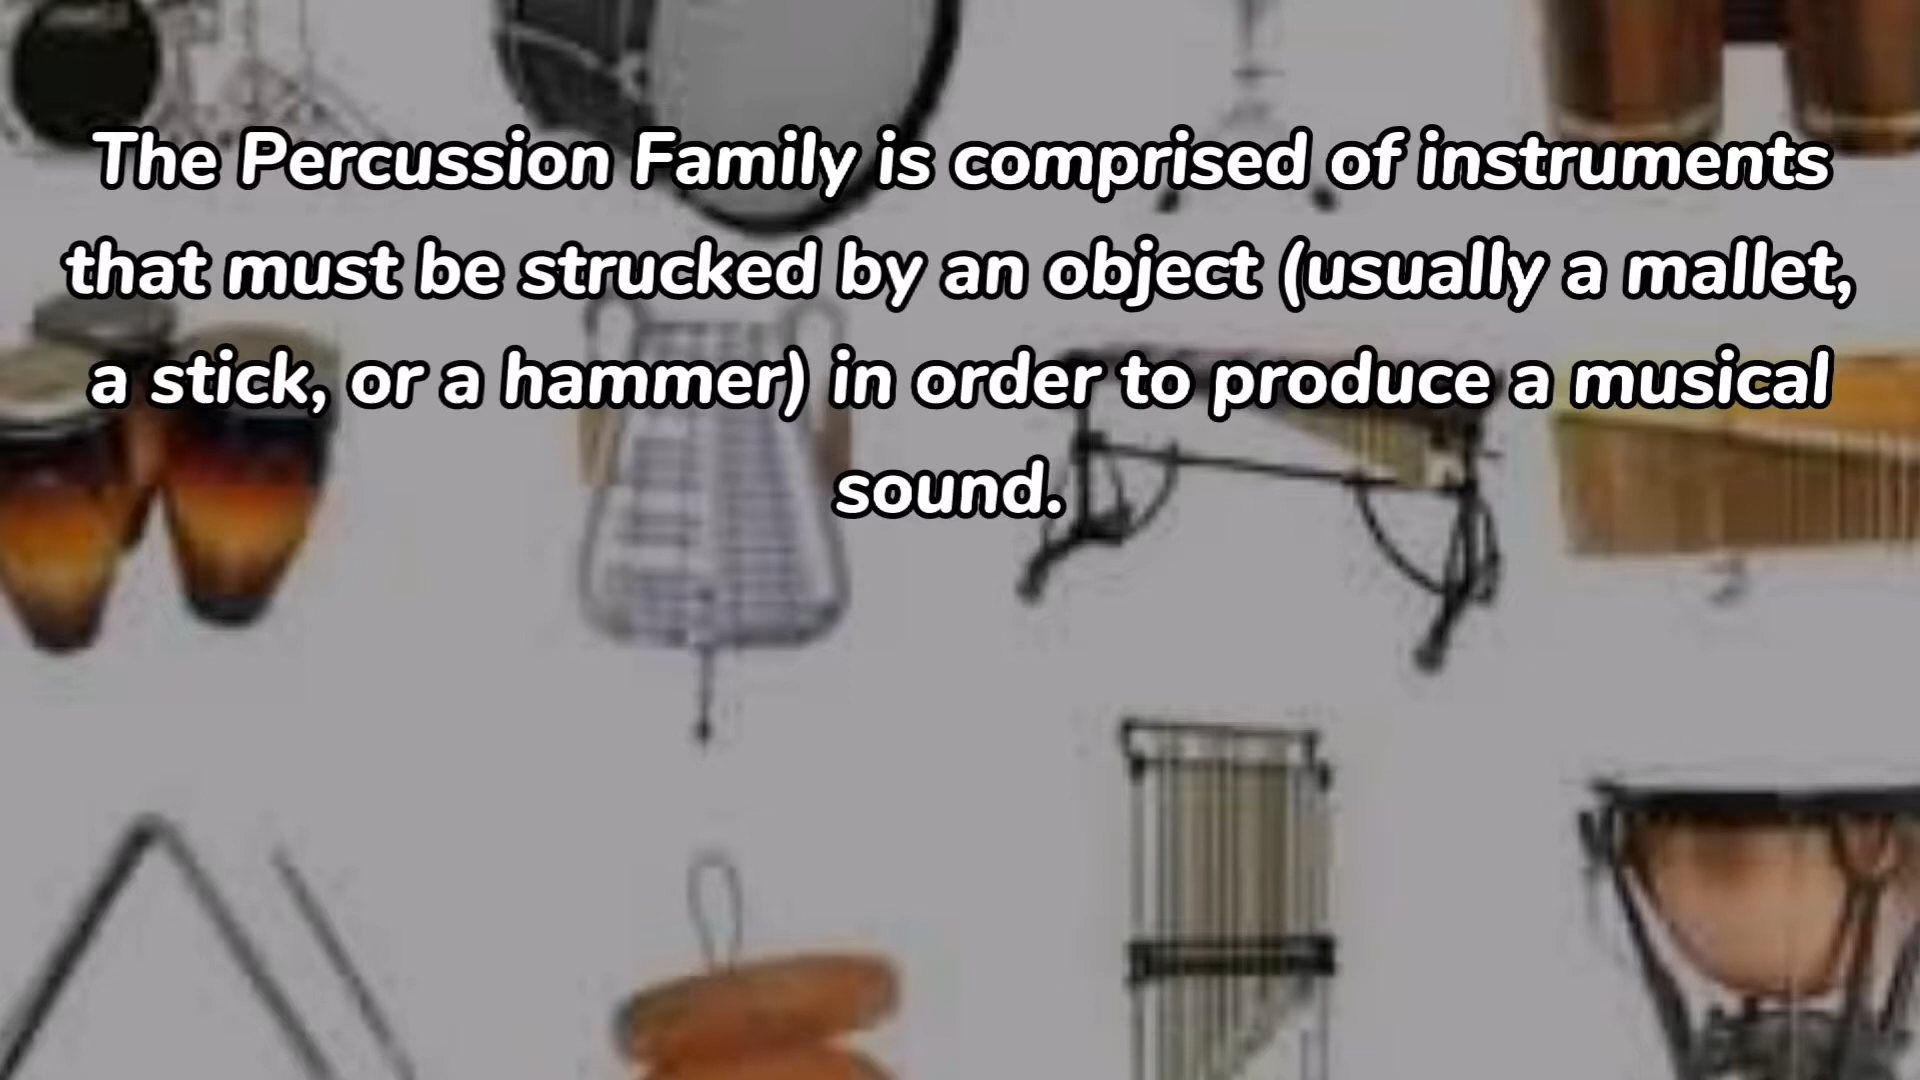 The Percussion Family is comprised of instruments
that must be strucked by an object (usually a mallet,
a stick, or a hammer) in order to produce a musical
sound.